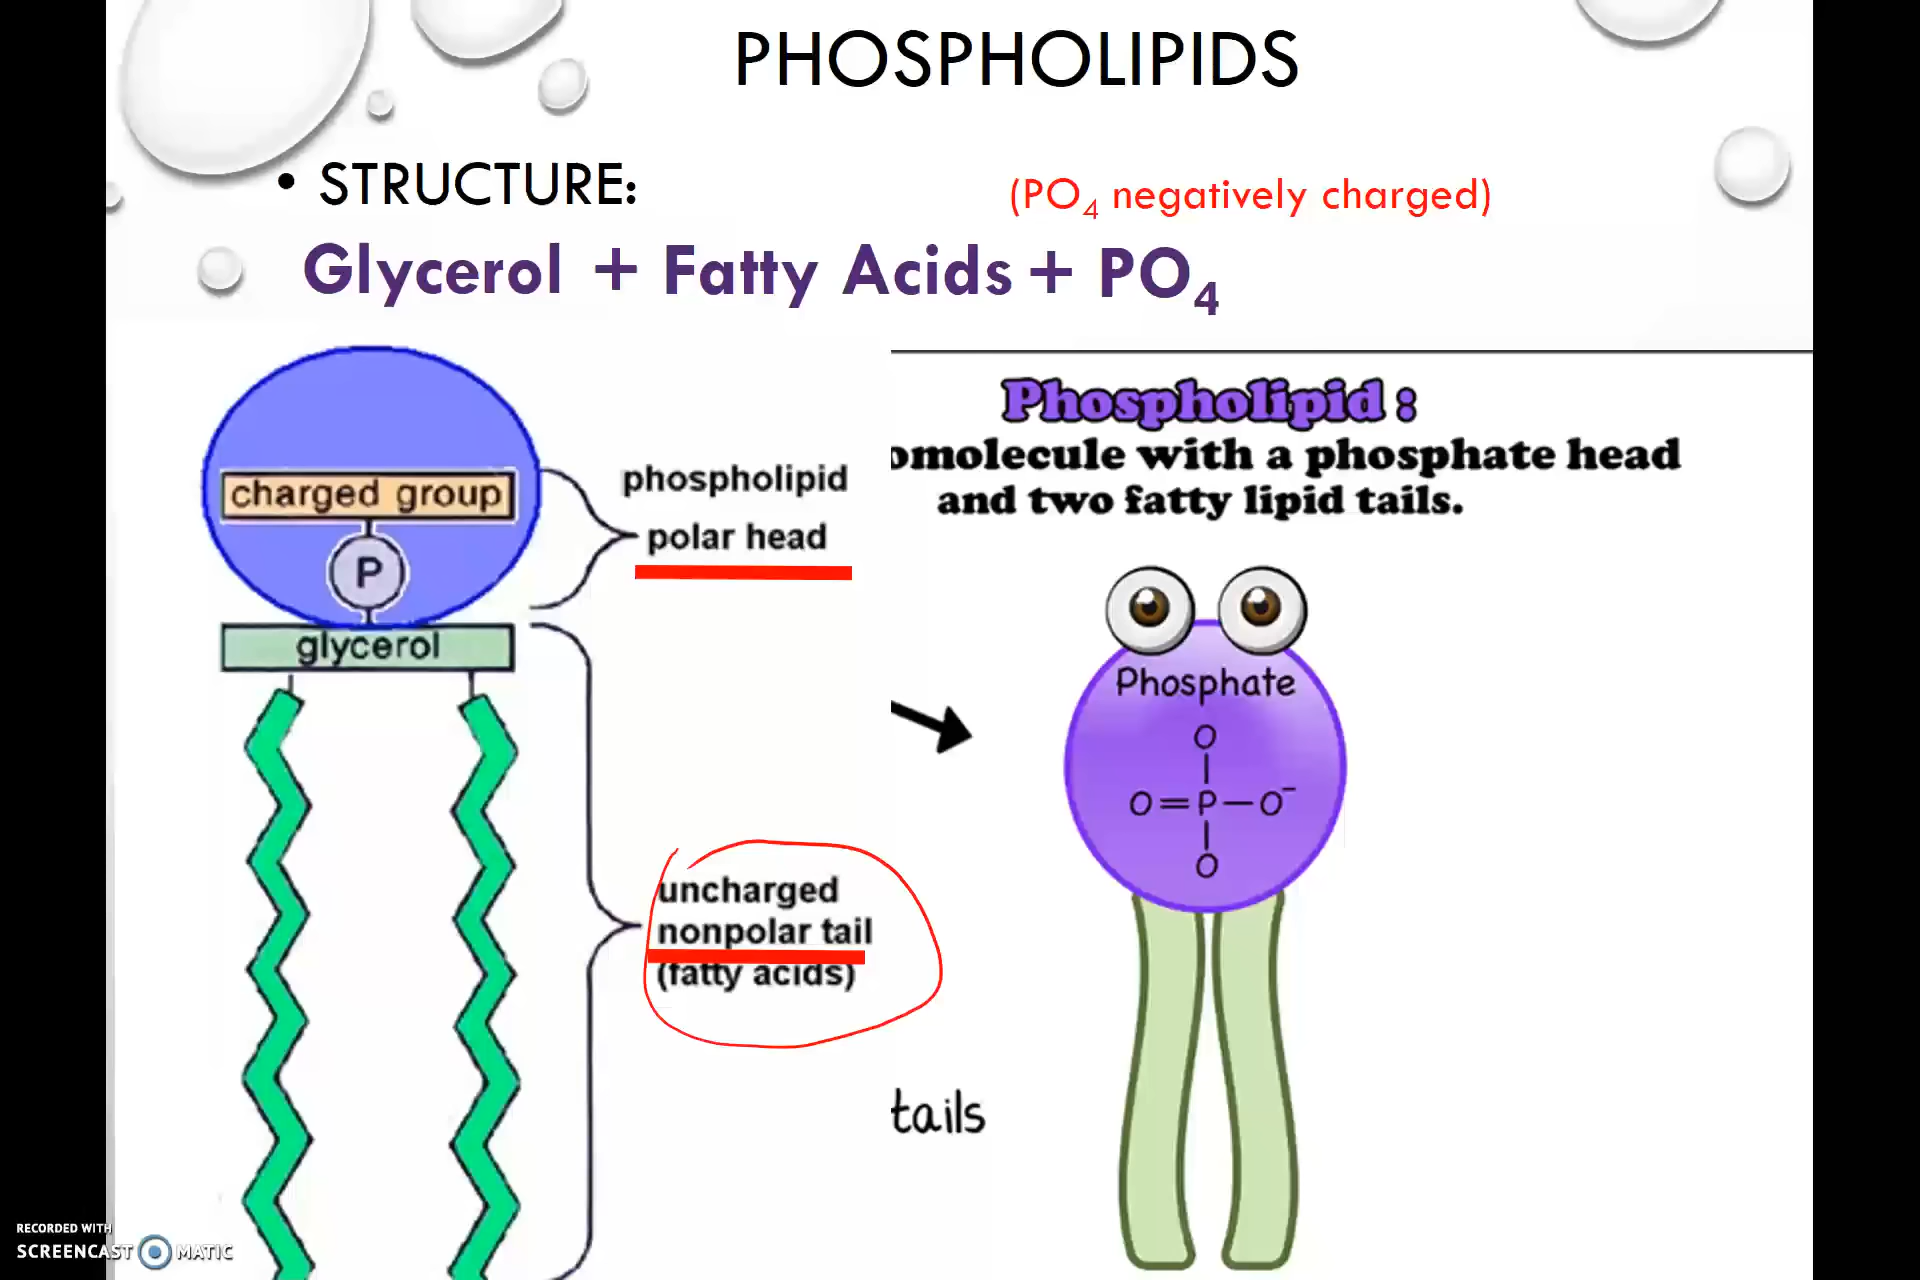 PHOSPHOLIPIDS
• STRUCTURE:
(PO4 negatively charged)
Glycerol + Fatty Acids + PO4
charged group
P
glycerol
phospholipid
polar head
uncharged
nonpolar tail
(fatty acids)
Phospholipid :
omolecule with a phosphate head
and two fatty lipid tails.
Phosphate
O
O=P-O⁻
O
tails
RECORDED WITH
SCREENCAST MATIC